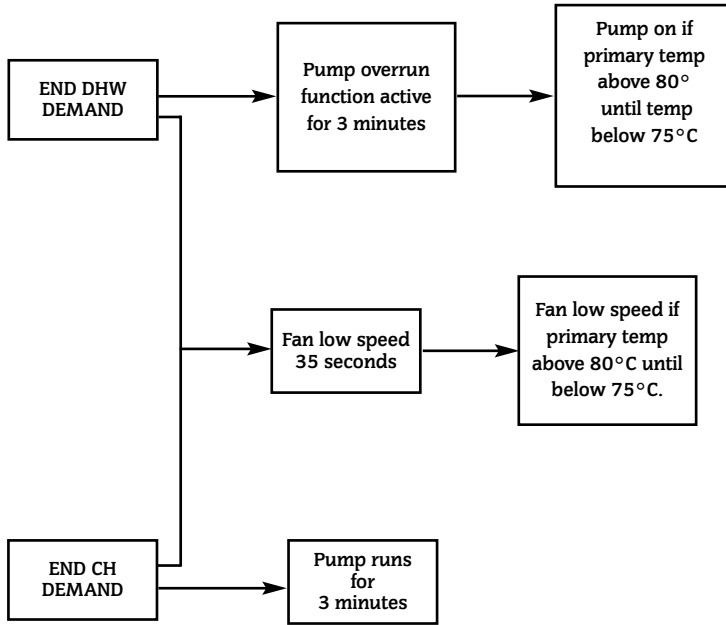 END DHW
DEMAND
Pump overrun
function active
for 3 minutes
Pump on if
primary temp
above 80°
until temp
below 75°C
Fan low speed
35 seconds
Fan low speed if
primary temp
above 80°C until
below 75°C.
END CH
DEMAND
Pump runs
for
3 minutes